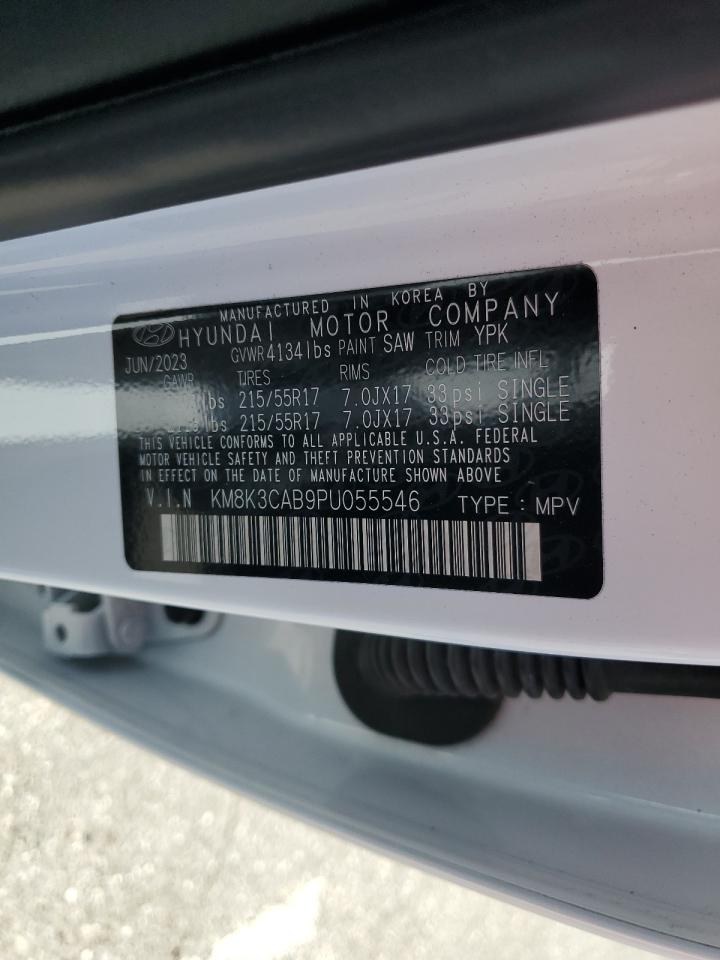 MANUFACTURED IN KOREA BY
HYUNDAI MOTOR COMPANY
JUN/2023 GVWR 4134lbs PAINT SAW TRIM YPK
GAWR TIRES RIMS COLD TIRE INFL
lbs 215/55R17 7.0JX17 33psi SINGLE
lbs 215/55R17 7.0JX17 33psi SINGLE
THIS VEHICLE CONFORMS TO ALL APPLICABLE U.S.A. FEDERAL
MOTOR VEHICLE SAFETY AND THEFT PREVENTION STANDARDS
IN EFFECT ON THE DATE OF MANUFACTURE SHOWN ABOVE
V.I.N KM8K3CAB9PU055546 TYPE : MPV